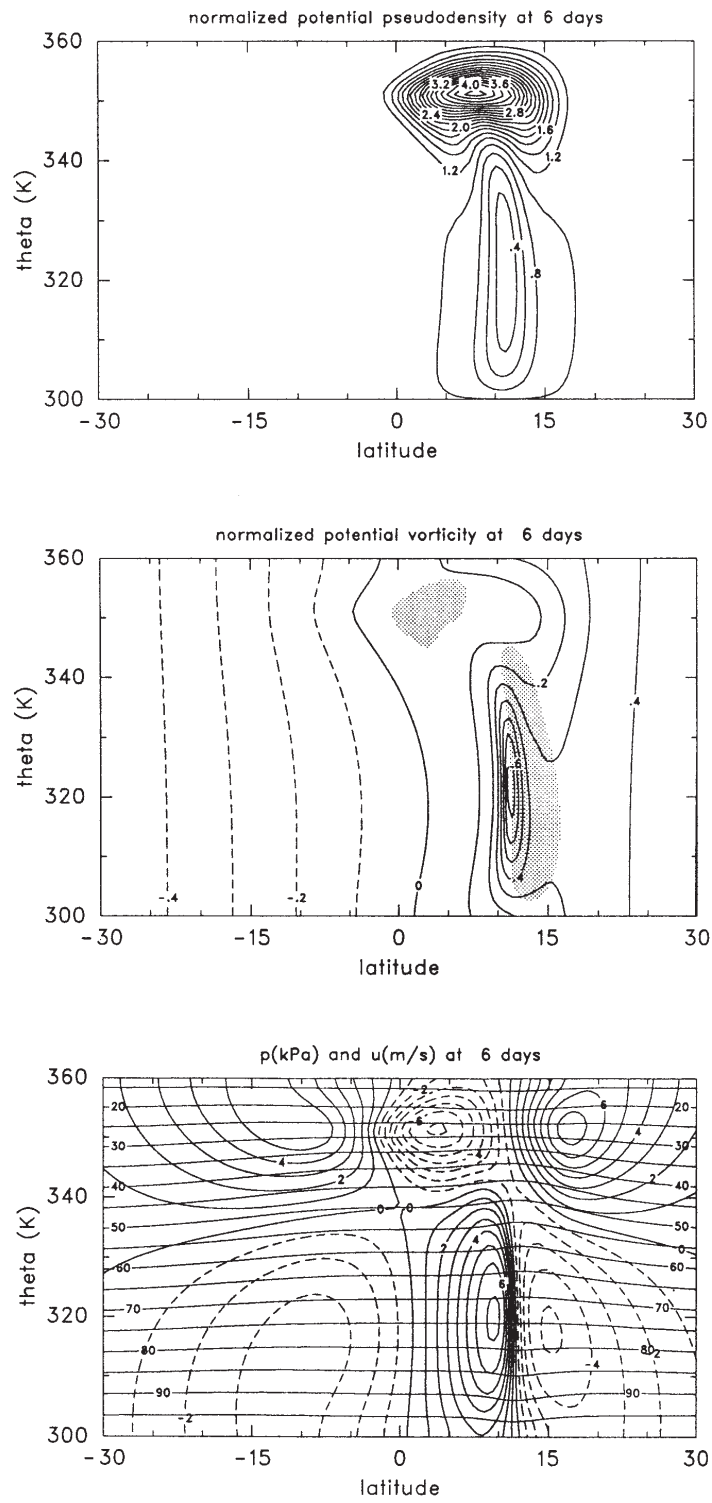 normalized potential pseudodensity at 6 days
360
3.2 4.0 3.6
2.4 2.8
2.0 1.6
340
1.2 1.2
theta (K)
.4
.8
320
300
-30 -15 0 15 30
latitude
normalized potential vorticity at 6 days
360
340
.2
.4
theta (K)
.6
320
.4
-.4 -.2 0
300
-30 -15 0 15 30
latitude
p(kPa) and u(m/s) at 6 days
360
20 2 6 20
6 4
30 4 4 30
40 2 2 40
340
50 0 0 50
2 4 0
60 60
theta (K)
6
320
70 70
80 -4 80 -2
90 90
-2
300
-30 -15 0 15 30
latitude